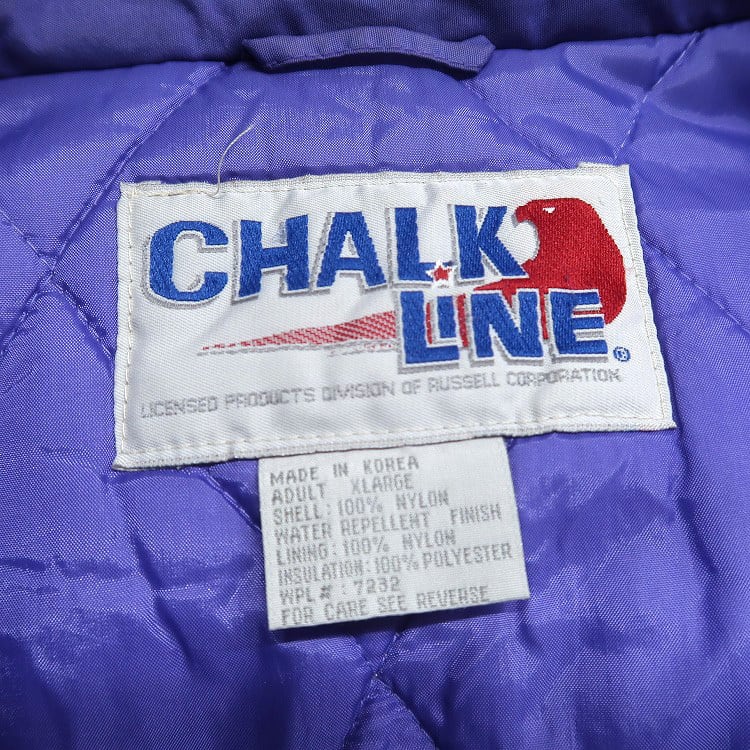 CHALK
LINE®
LICENSED PRODUCTS DIVISION OF RUSSELL CORPORATION
MADE IN KOREA
ADULT XLARGE
SHELL: 100% NYLON
WATER REPELLENT FINISH
LINING: 100% NYLON
INSULATION: 100% POLYESTER
WPL # : 7232
FOR CARE SEE REVERSE